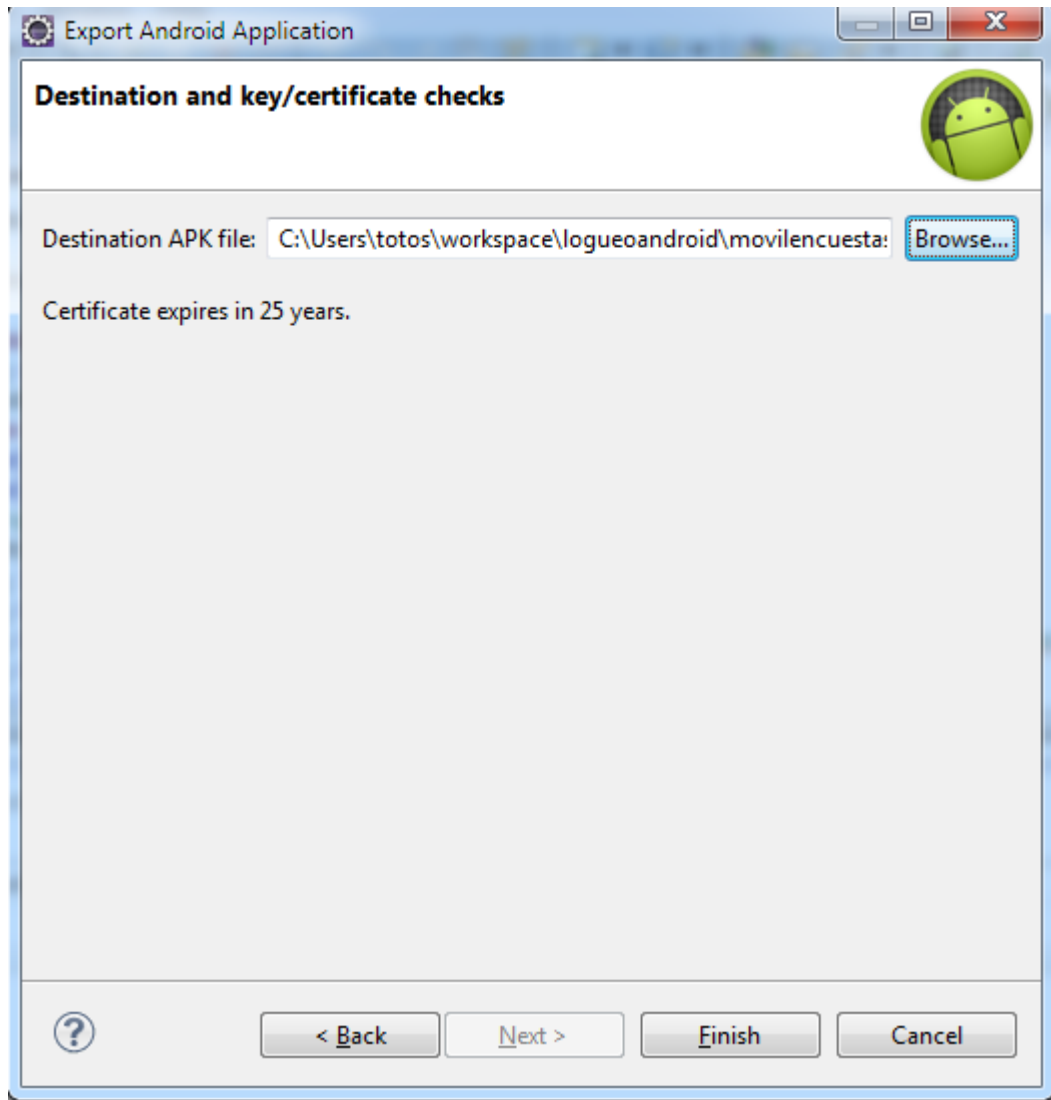 Export Android Application
Destination and key/certificate checks
Destination APK file: C:\Users\totos\workspace\logueoandroid\movilencuestas Browse...
Certificate expires in 25 years.
< Back Next > Finish Cancel